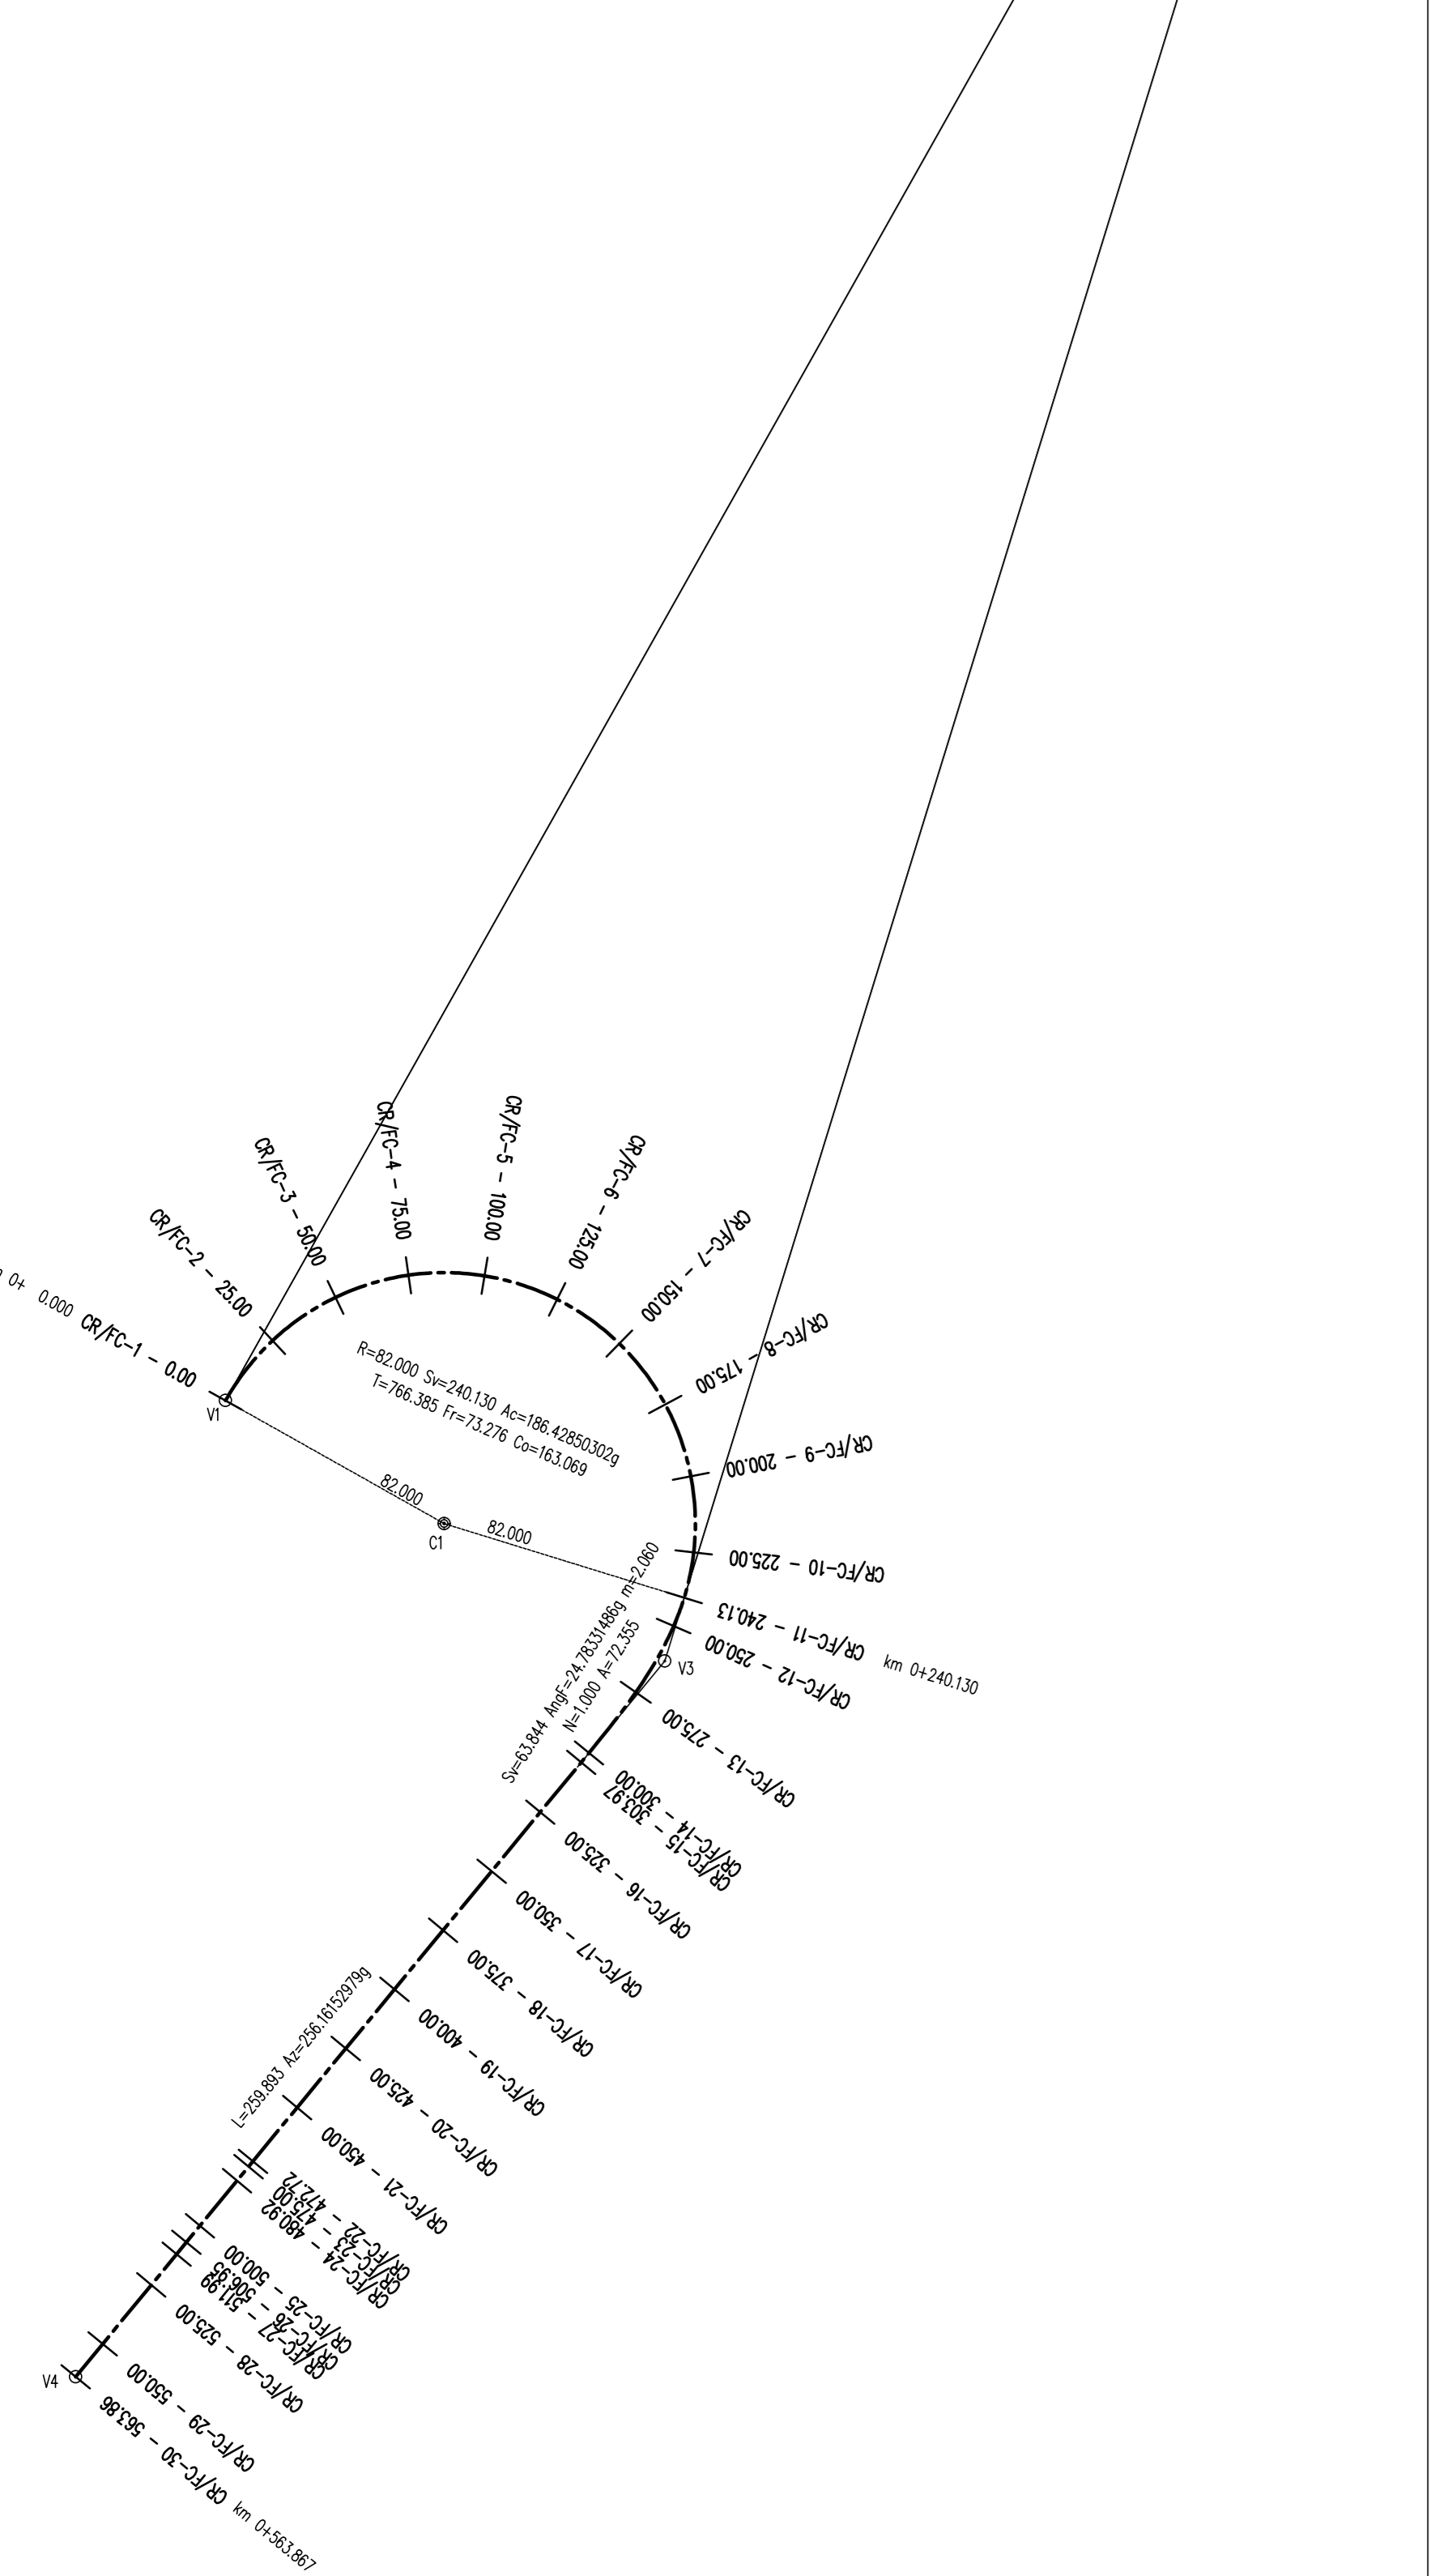 CR/FC-5 - 100.00
CR/FC-4 - 75.00
CR/FC-6 - 125.00
CR/FC-3 - 50.00
CR/FC-7 - 150.00
CR/FC-2 - 25.00
0+ 0.000
CR/FC-1 - 0.00
CR/FC-8 - 175.00
V1
R=82.000 Sv=240.130 Ac=186.42850302g
T=766.385 Fr=73.276 Co=163.069
CR/FC-9 - 200.00
82.000
82.000
C1
CR/FC-10 - 225.00
CR/FC-11 - 240.13
km 0+240.130
CR/FC-12 - 250.00
V3
Sv=63.844 AngF=24.78331486g m=2.060
N=1.000 A=72.355
CR/FC-13 - 275.00
CR/FC-14 - 300.00
CR/FC-15 - 303.97
CR/FC-16 - 325.00
CR/FC-17 - 350.00
CR/FC-18 - 375.00
CR/FC-19 - 400.00
L=259.893 Az=256.16152979g
CR/FC-20 - 425.00
CR/FC-21 - 450.00
CR/FC-22 - 472.72
CR/FC-23 - 475.00
CR/FC-24 - 480.92
CR/FC-25 - 500.00
CR/FC-26 - 506.95
CR/FC-27 - 511.99
CR/FC-28 - 525.00
CR/FC-29 - 550.00
V4
CR/FC-30 - 563.86
km 0+563.867